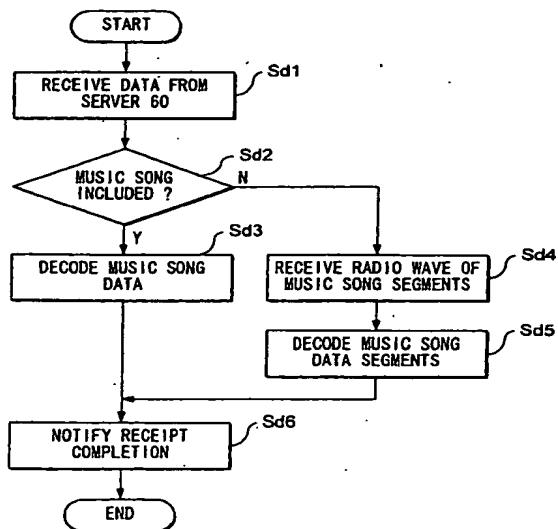 START
Sd1
RECEIVE DATA FROM
SERVER 60
Sd2
MUSIC SONG
INCLUDED ?
N
Y
Sd3
DECODE MUSIC SONG
DATA
Sd4
RECEIVE RADIO WAVE OF
MUSIC SONG SEGMENTS
Sd5
DECODE MUSIC SONG
DATA SEGMENTS
Sd6
NOTIFY RECEIPT
COMPLETION
END